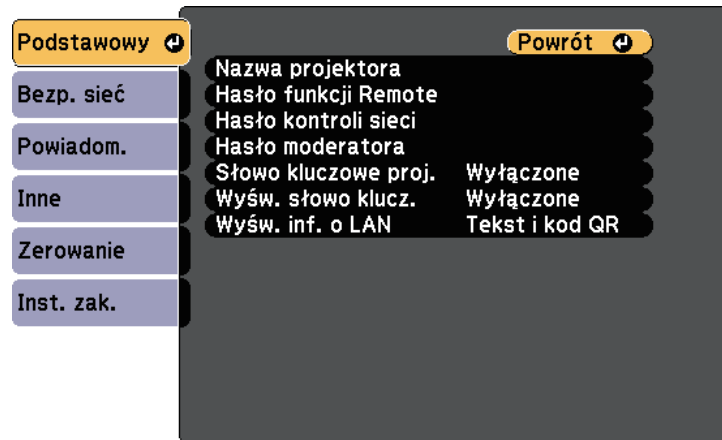 Podstawowy
Bezp. sieć
Powiadom.
Inne
Zerowanie
Inst. zak.
Powrót
Nazwa projektora
Hasło funkcji Remote
Hasło kontroli sieci
Hasło moderatora
Słowo kluczowe proj. Wyłączone
Wyśw. słowo klucz. Wyłączone
Wyśw. inf. o LAN Tekst i kod QR